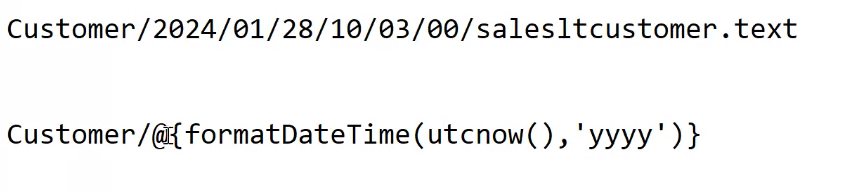 Customer/2024/01/28/10/03/00/salesltcustomer.text
Customer/@{formatDateTime(utcnow(),'yyyy')}